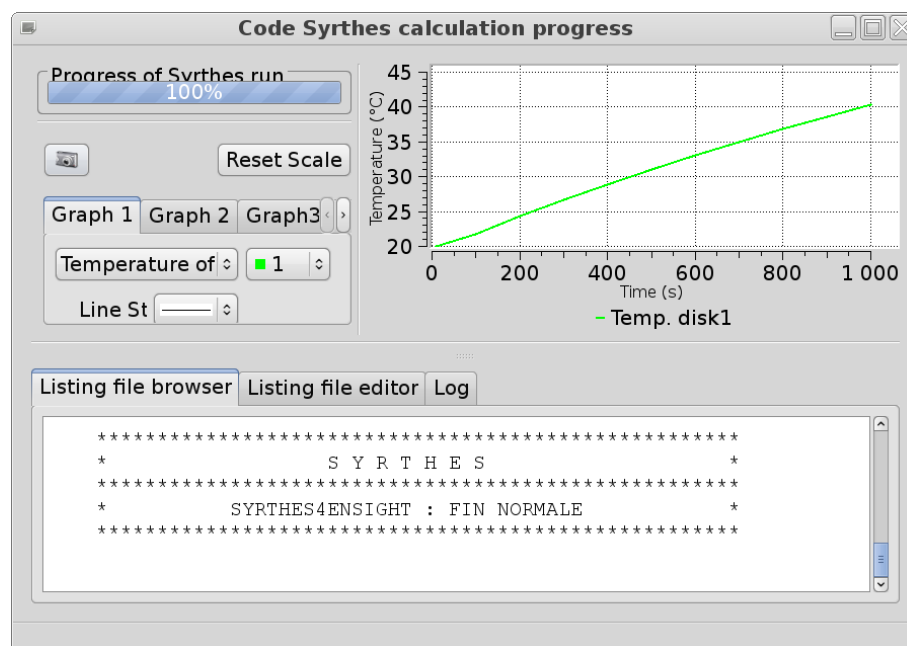 Code Syrthes calculation progress
Progress of Syrthes run
100%
Reset Scale
Graph 1 Graph 2 Graph3
Temperature of 1
Line St
45
40
35
30
25
20
Temperature (°C)
0 200 400 600 800 1 000
Time (s)
Temp. disk1
Listing file browser Listing file editor Log
******************************************
* S Y R T H E S *
******************************************
* SYRTHES4ENSIGHT : FIN NORMALE *
******************************************